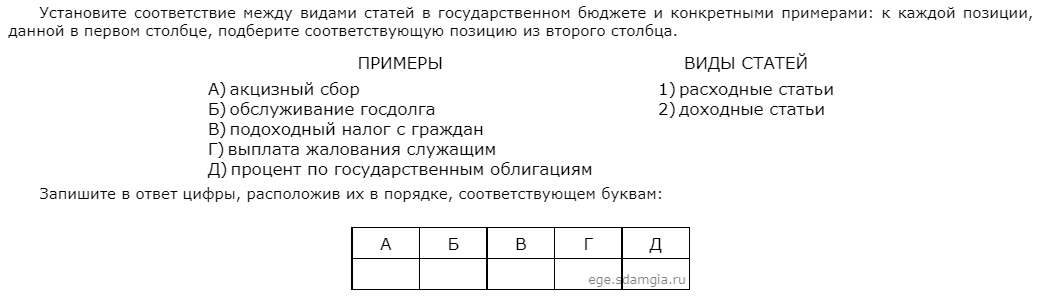 Установите соответствие между видами статей в государственном бюджете и конкретными примерами: к каждой позиции,
данной в первом столбце, подберите соответствующую позицию из второго столбца.
ПРИМЕРЫ ВИДЫ СТАТЕЙ
А) акцизный сбор 1) расходные статьи
Б) обслуживание госдолга 2) доходные статьи
В) подоходный налог с граждан
Г) выплата жалования служащим
Д) процент по государственным облигациям
Запишите в ответ цифры, расположив их в порядке, соответствующем буквам:
А Б В Г Д
ege.sdamgia.ru